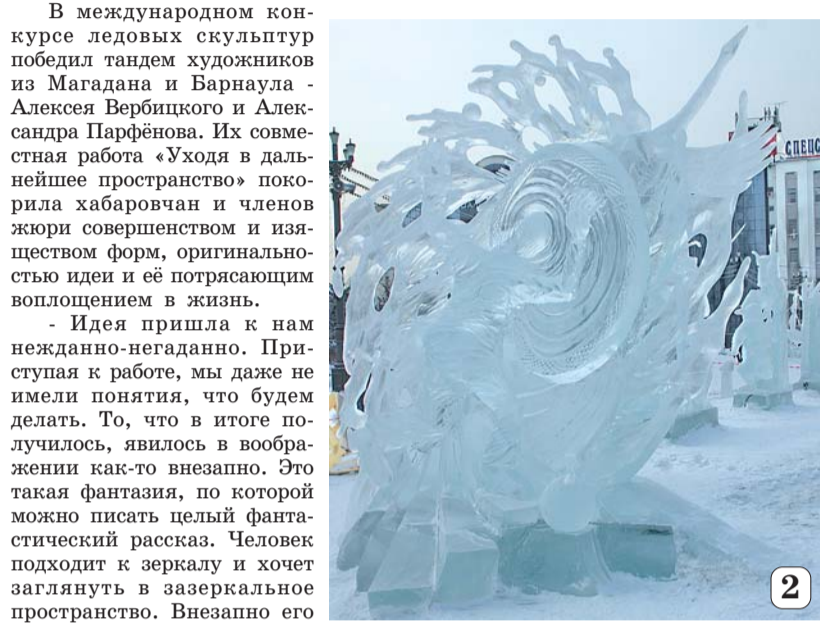 В международном кон-
курсе ледовых скульптур
победил тандем художников
из Магадана и Барнаула -
Алексея Вербицкого и Алек-
сандра Парфёнова. Их совме-
стная работа «Уходя в даль-
нейшее пространство» поко-
рила хабаровчан и членов
жюри совершенством и изя-
ществом форм, оригинально-
стью идеи и её потрясающим
воплощением в жизнь.
- Идея пришла к нам
нежданно-негаданно. При-
ступая к работе, мы даже не
имели понятия, что будем
делать. То, что в итоге по-
лучилось, явилось в вообра-
жении как-то внезапно. Это
такая фантазия, по которой
можно писать целый фанта-
стический рассказ. Человек
подходит к зеркалу и хочет
заглянуть в зазеркальное
пространство. Внезапно его
СПЕЦС
2